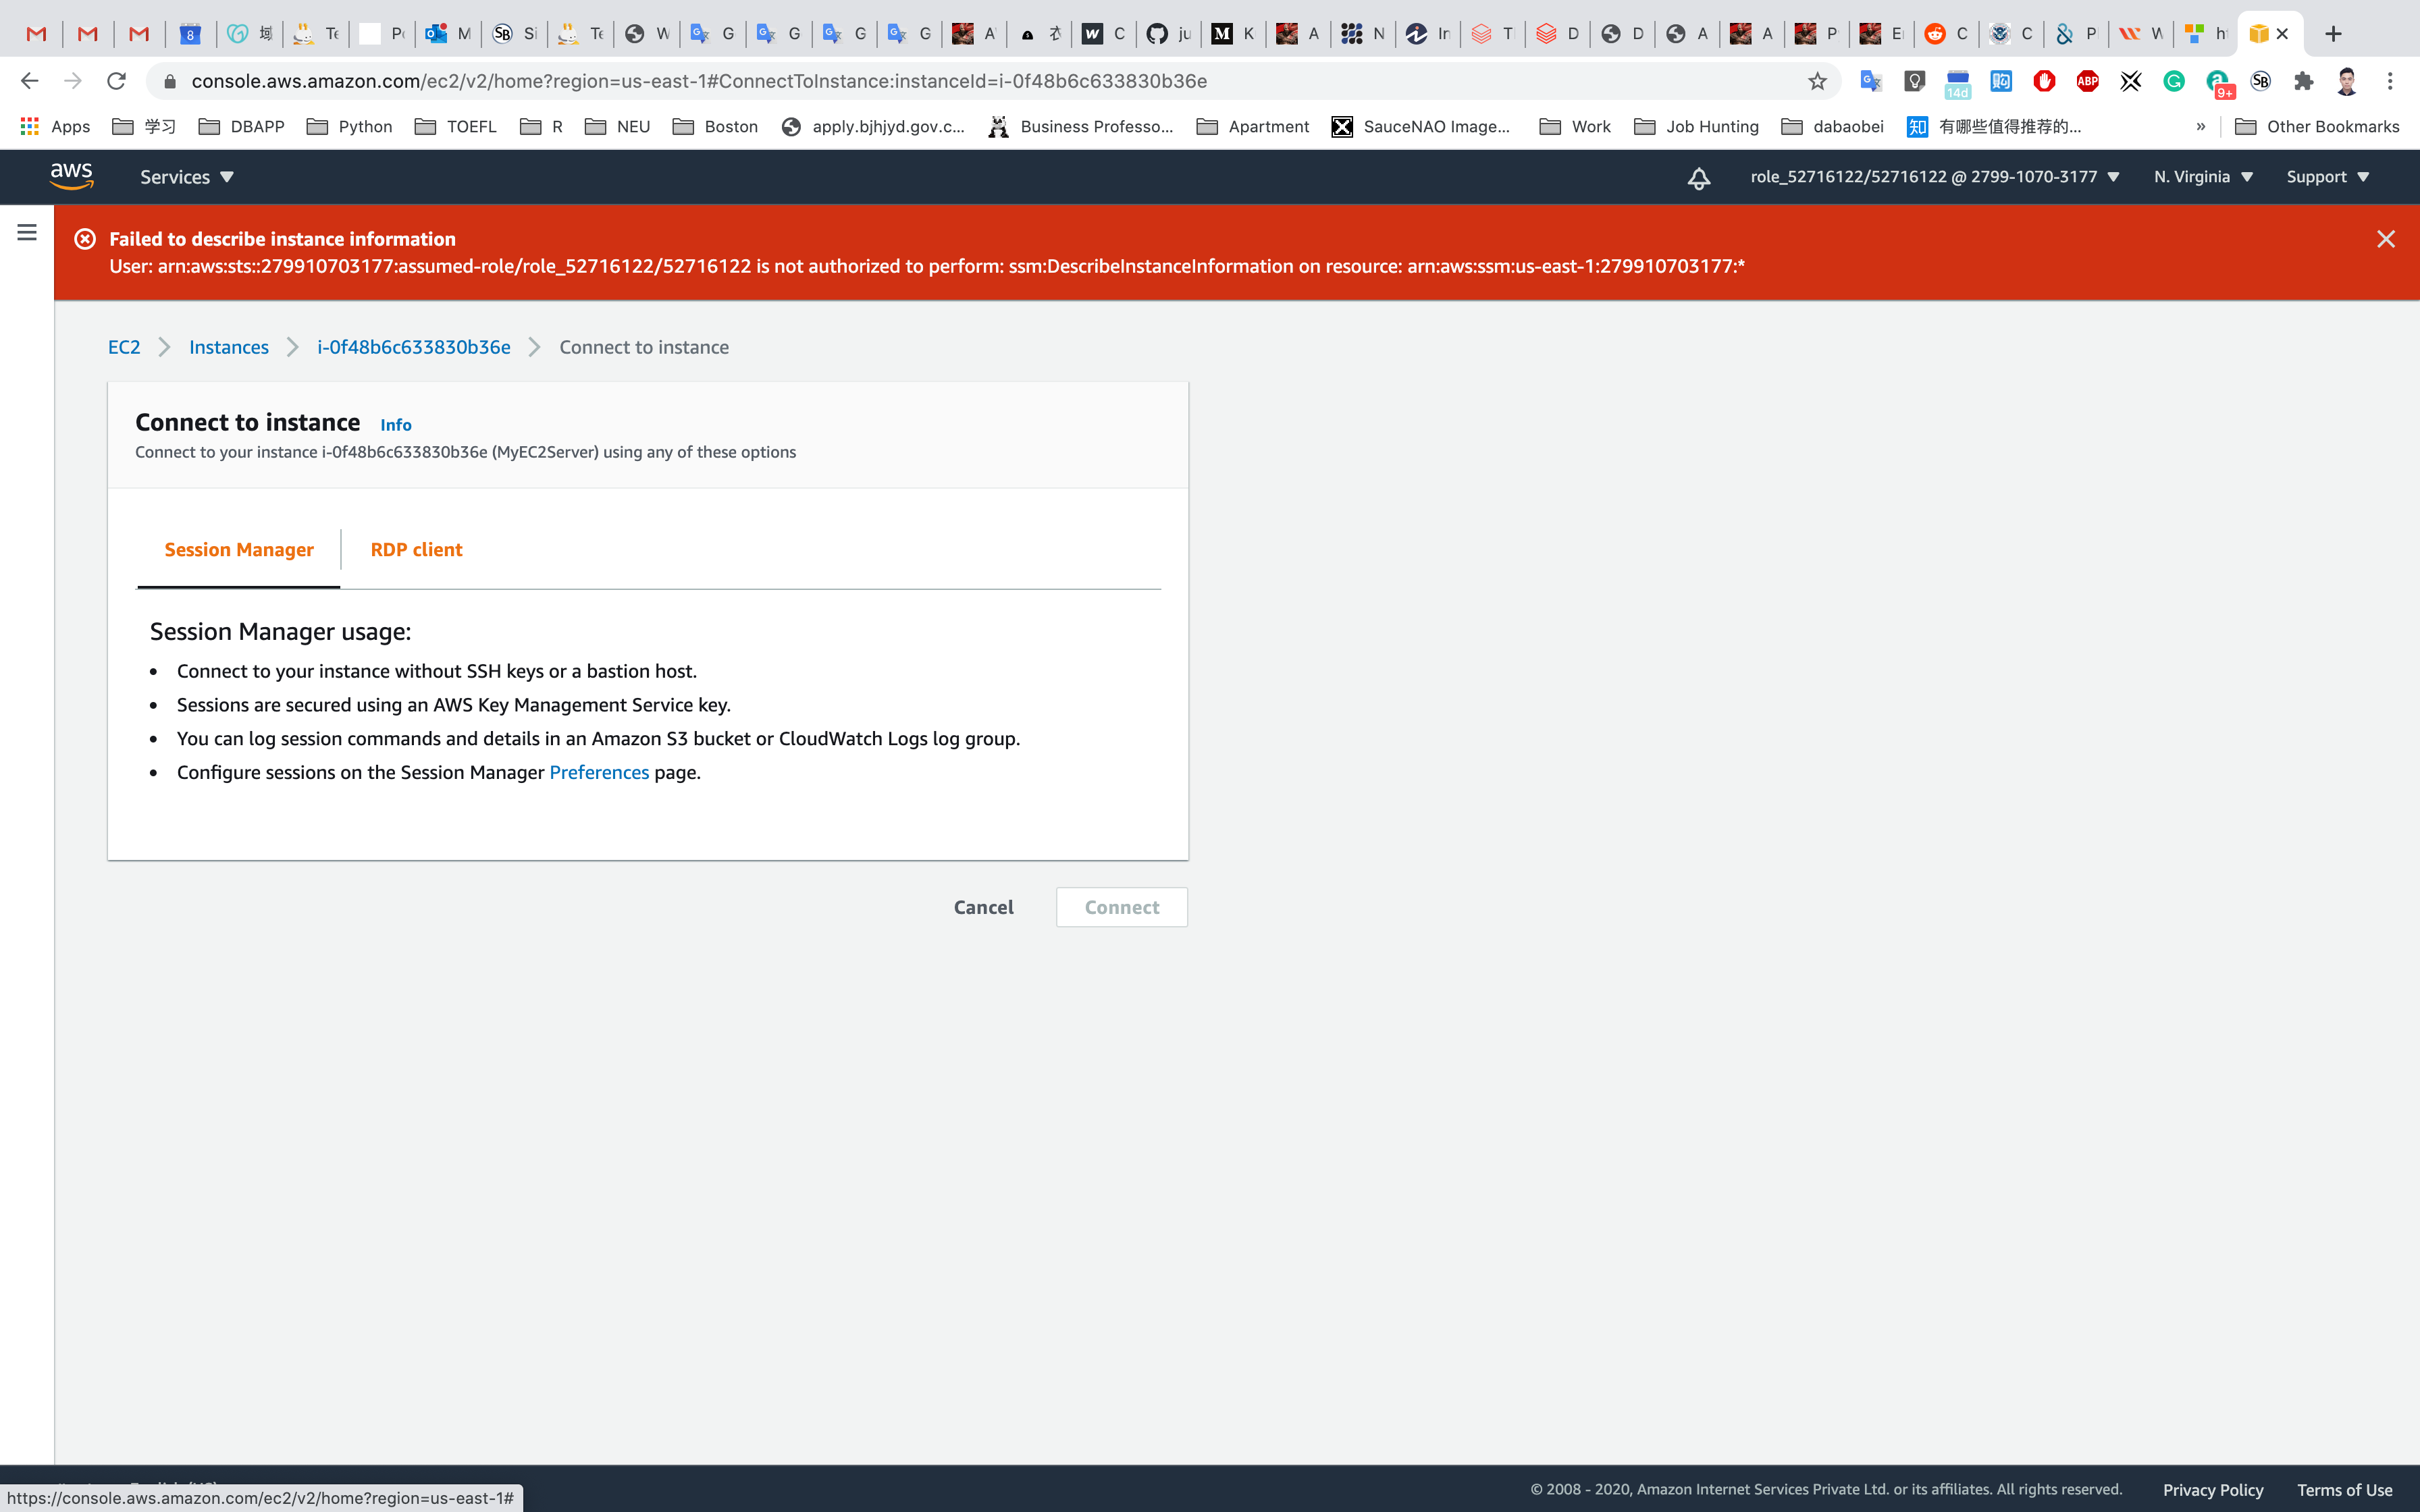 8
域
Te
Po
M
SB
Si
Te
W
G
G
G
G
A
衣
W
C
ju
M
K
A
N
In
T
D
D
A
A
P
E
C
C
P
W
h
console.aws.amazon.com/ec2/v2/home?region=us-east-1#ConnectToInstance:instanceId=i-0f48b6c633830b36e
14d
ABP
9+
SB
Apps
学习
DBAPP
Python
TOEFL
R
NEU
Boston
apply.bjhjyd.gov.c...
Business Professo...
Apartment
SauceNAO Image...
Work
Job Hunting
dabaobei
知
有哪些值得推荐的...
»
Other Bookmarks
aws
Services
role_52716122/52716122 @ 2799-1070-3177
N. Virginia
Support
Failed to describe instance information
User: arn:aws:sts::279910703177:assumed-role/role_52716122/52716122 is not authorized to perform: ssm:DescribeInstanceInformation on resource: arn:aws:ssm:us-east-1:279910703177:*
EC2
Instances
i-0f48b6c633830b36e
Connect to instance
Connect to instance Info
Connect to your instance i-0f48b6c633830b36e (MyEC2Server) using any of these options
Session Manager
RDP client
Session Manager usage:
• Connect to your instance without SSH keys or a bastion host.
• Sessions are secured using an AWS Key Management Service key.
• You can log session commands and details in an Amazon S3 bucket or CloudWatch Logs log group.
• Configure sessions on the Session Manager Preferences page.
Cancel
Connect
© 2008 - 2020, Amazon Internet Services Private Ltd. or its affiliates. All rights reserved.
Privacy Policy
Terms of Use
https://console.aws.amazon.com/ec2/v2/home?region=us-east-1#